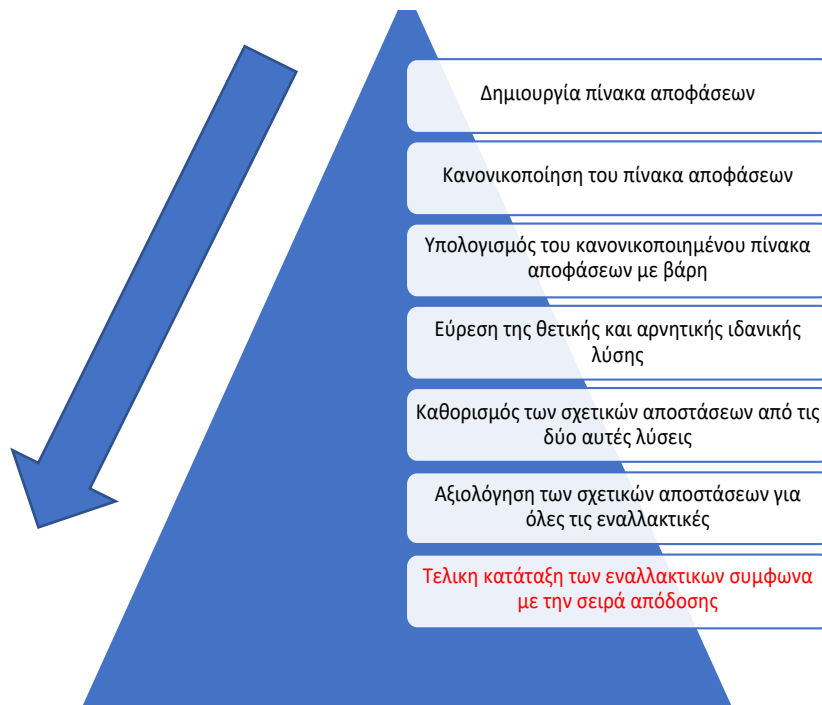 Δημιουργία πίνακα αποφάσεων
Κανονικοποίηση του πίνακα αποφάσεων
Υπολογισμός του κανονικοποιημένου πίνακα
αποφάσεων με βάρη
Εύρεση της θετικής και αρνητικής ιδανικής
λύσης
Καθορισμός των σχετικών αποστάσεων από τις
δύο αυτές λύσεις
Αξιολόγηση των σχετικών αποστάσεων για
όλες τις εναλλακτικές
Τελικη κατάταξη των εναλλακτικων συμφωνα
με την σειρά απόδοσης